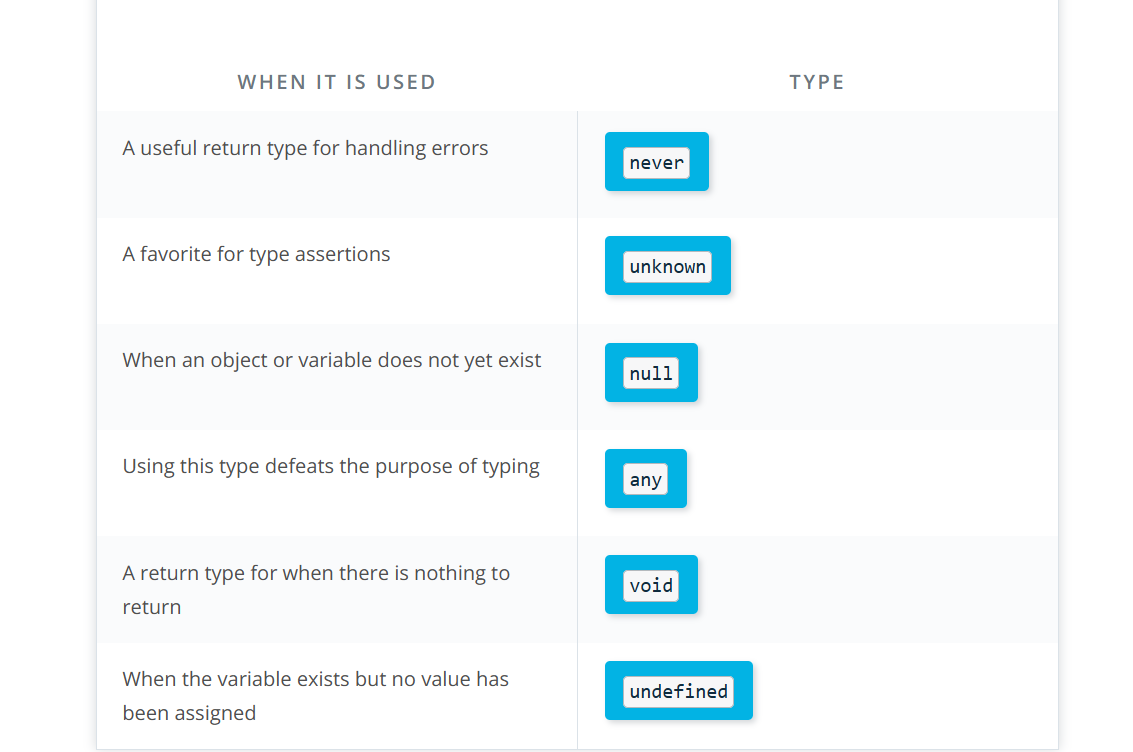 WHEN IT IS USED TYPE
A useful return type for handling errors never
A favorite for type assertions unknown
When an object or variable does not yet exist null
Using this type defeats the purpose of typing any
A return type for when there is nothing to
return
void
When the variable exists but no value has
been assigned
undefined